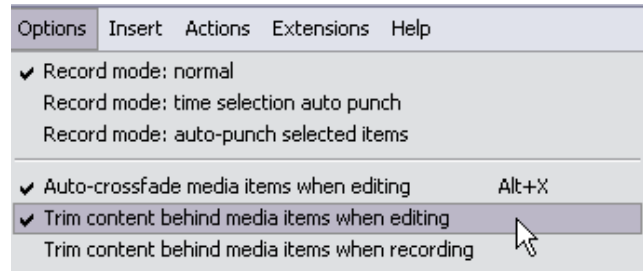 Options Insert Actions Extensions Help
✔ Record mode: normal
Record mode: time selection auto punch
Record mode: auto-punch selected items
✔ Auto-crossfade media items when editing Alt+X
✔ Trim content behind media items when editing
Trim content behind media items when recording